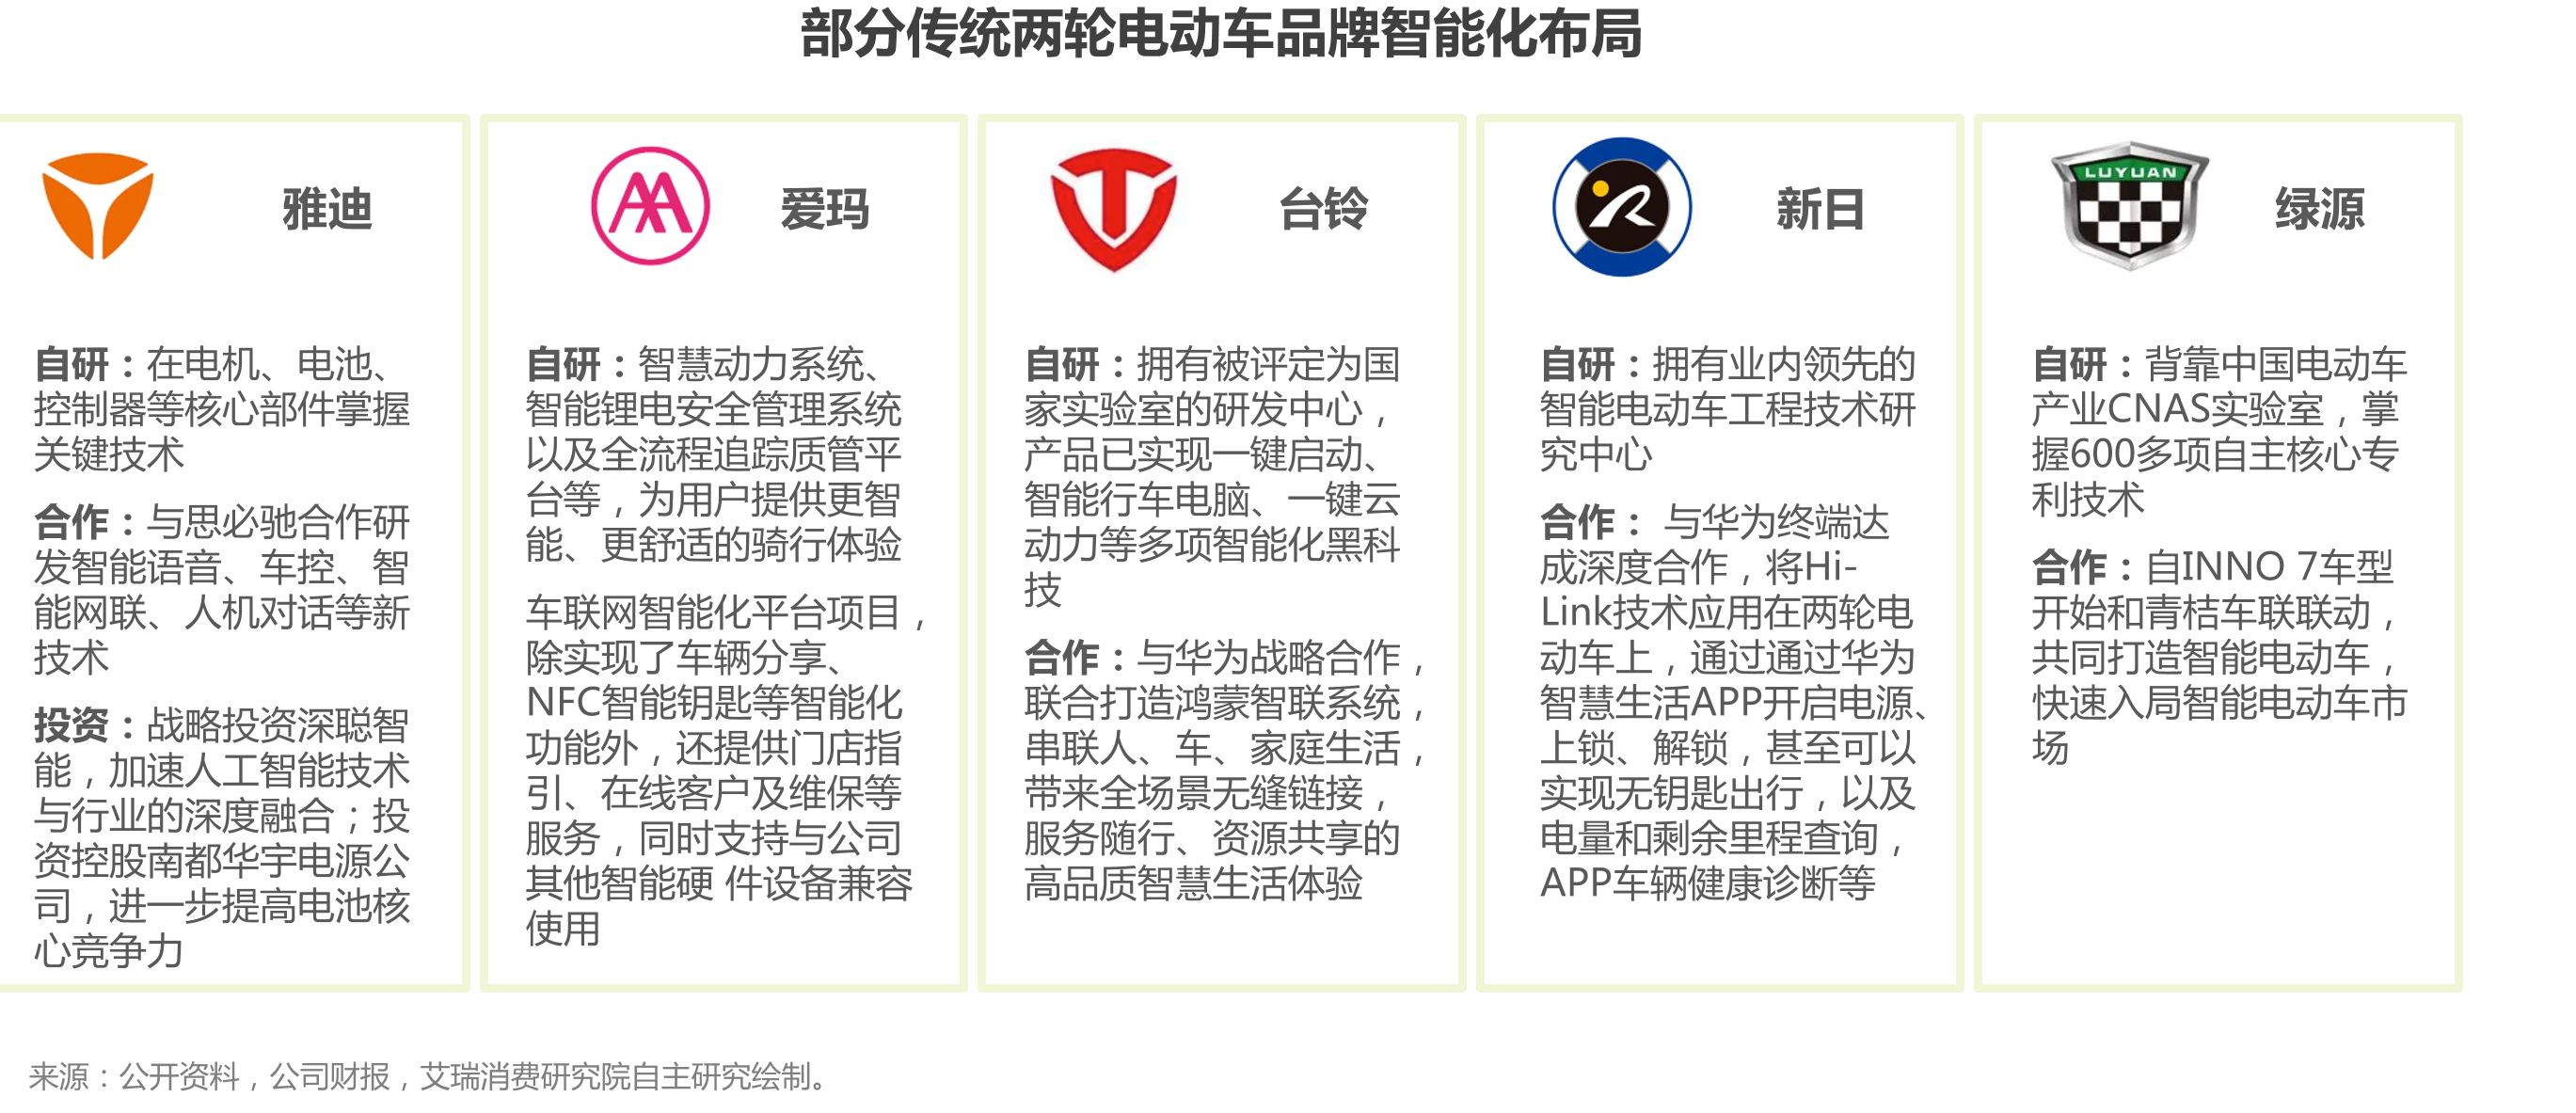 部分传统两轮电动车品牌智能化布局
雅迪
自研：在电机、电池、
控制器等核心部件掌握
关键技术
合作：与思必驰合作研
发智能语音、车控、智
能网联、人机对话等新
技术
投资：战略投资深聪智
能，加速人工智能技术
与行业的深度融合；投
资控股南都华宇电源公
司，进一步提高电池核
心竞争力
爱玛
自研：智慧动力系统、
智能锂电安全管理系统
以及全流程追踪质管平
台等，为用户提供更智
能、更舒适的骑行体验
车联网智能化平台项目，
除实现了车辆分享、
NFC智能钥匙等智能化
功能外，还提供门店指
引、在线客户及维保等
服务，同时支持与公司
其他智能硬 件设备兼容
使用
台铃
自研：拥有被评定为国
家实验室的研发中心，
产品已实现一键启动、
智能行车电脑、一键云
动力等多项智能化黑科
技
合作：与华为战略合作，
联合打造鸿蒙智联系统，
串联人、车、家庭生活，
带来全场景无缝链接，
服务随行、资源共享的
高品质智慧生活体验
新日
自研：拥有业内领先的
智能电动车工程技术研
究中心
合作： 与华为终端达
成深度合作，将Hi-
Link技术应用在两轮电
动车上，通过通过华为
智慧生活APP开启电源、
上锁、解锁，甚至可以
实现无钥匙出行，以及
电量和剩余里程查询，
APP车辆健康诊断等
LUYUAN
绿源
自研：背靠中国电动车
产业CNAS实验室，掌
握600多项自主核心专
利技术
合作：自INNO 7车型
开始和青桔车联联动，
共同打造智能电动车，
快速入局智能电动车市
场
来源：公开资料，公司财报，艾瑞消费研究院自主研究绘制。